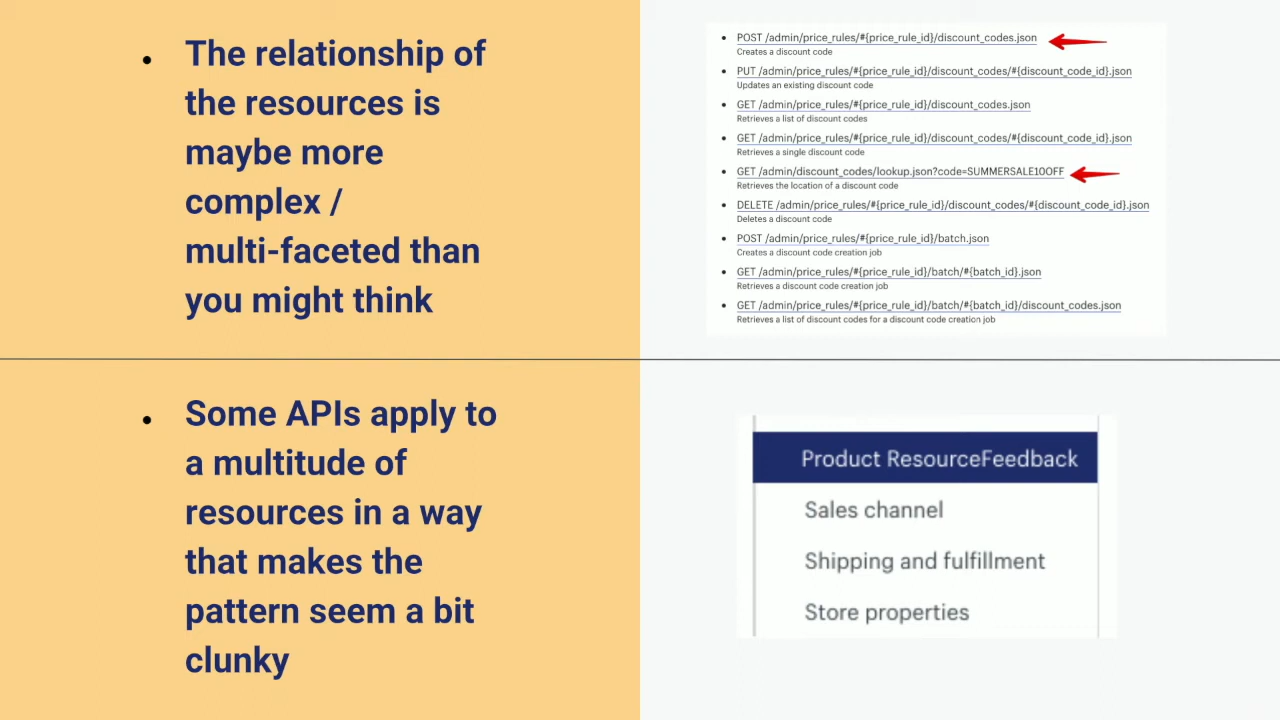 • The relationship of
the resources is
maybe more
complex /
multi-faceted than
you might think
• POST /admin/price_rules/#{price_rule_id}/discount_codes.json
Creates a discount code
• PUT /admin/price_rules/#{price_rule_id}/discount_codes/#{discount_code_id}.json
Updates an existing discount code
• GET /admin/price_rules/#{price_rule_id}/discount_codes.json
Retrieves a list of discount codes
• GET /admin/price_rules/#{price_rule_id}/discount_codes/#{discount_code_id}.json
Retrieves a single discount code
• GET /admin/discount_codes/lookup.json?code=SUMMERSALE10OFF
Retrieves the location of a discount code
• DELETE /admin/price_rules/#{price_rule_id}/discount_codes/#{discount_code_id}.json
Deletes a discount code
• POST /admin/price_rules/#{price_rule_id}/batch.json
Creates a discount code creation job
• GET /admin/price_rules/#{price_rule_id}/batch/#{batch_id}.json
Retrieves a discount code creation job
• GET /admin/price_rules/#{price_rule_id}/batch/#{batch_id}/discount_codes.json
Retrieves a list of discount codes for a discount code creation job
• Some APIs apply to
a multitude of
resources in a way
that makes the
pattern seem a bit
clunky
Product ResourceFeedback
Sales channel
Shipping and fulfillment
Store properties